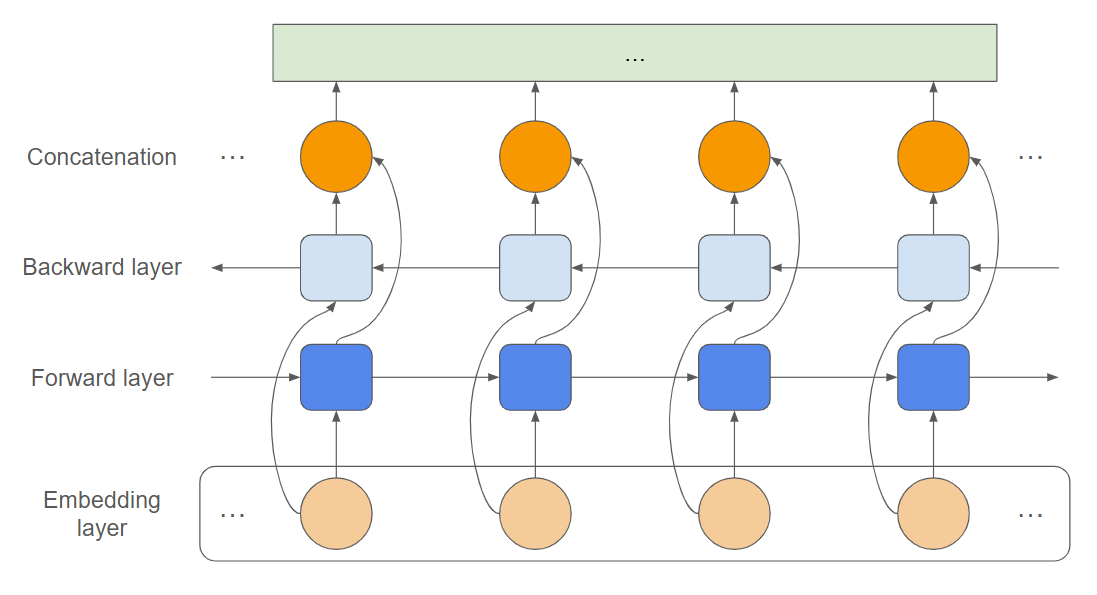 ...
Concatenation
...
...
Backward layer
Forward layer
Embedding
layer
...
...